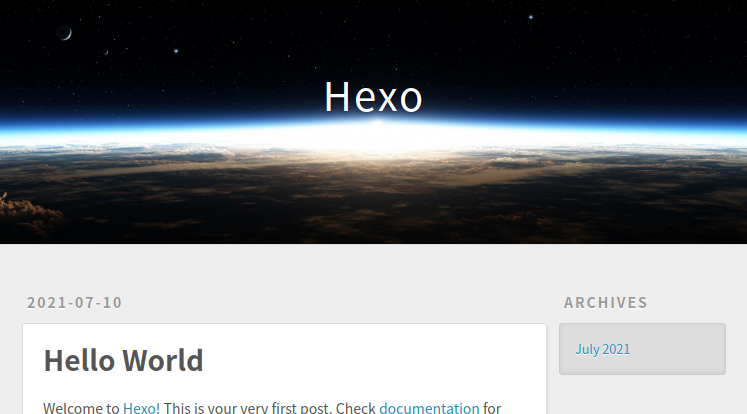 Hexo
2021-07-10
Hello World
Welcome to Hexo! This is your very first post. Check documentation for
ARCHIVES
July 2021